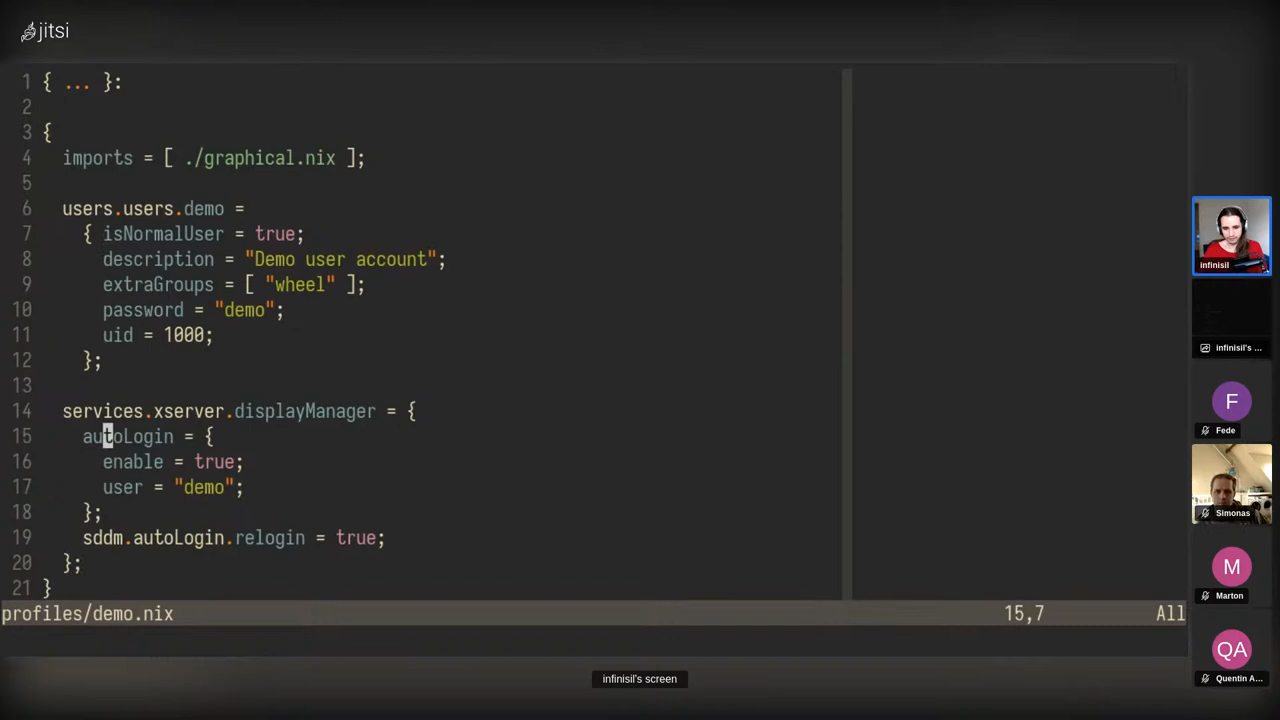 jitsi
1 { ... }:
2
3 {
4   imports = [ ./graphical.nix ];
5
6   users.users.demo =
7     { isNormalUser = true;
8       description = "Demo user account";
9       extraGroups = [ "wheel" ];
10       password = "demo";
11       uid = 1000;
12     };
13
14   services.xserver.displayManager = {
15     autoLogin = {
16       enable = true;
17       user = "demo";
18     };
19     sddm.autoLogin.relogin = true;
20   };
21 }
profiles/demo.nix 15,7 All
infinisil's screen
infinisil
infinisil's ...
F
Fede
Simonas
M
Marton
QA
Quentin A...